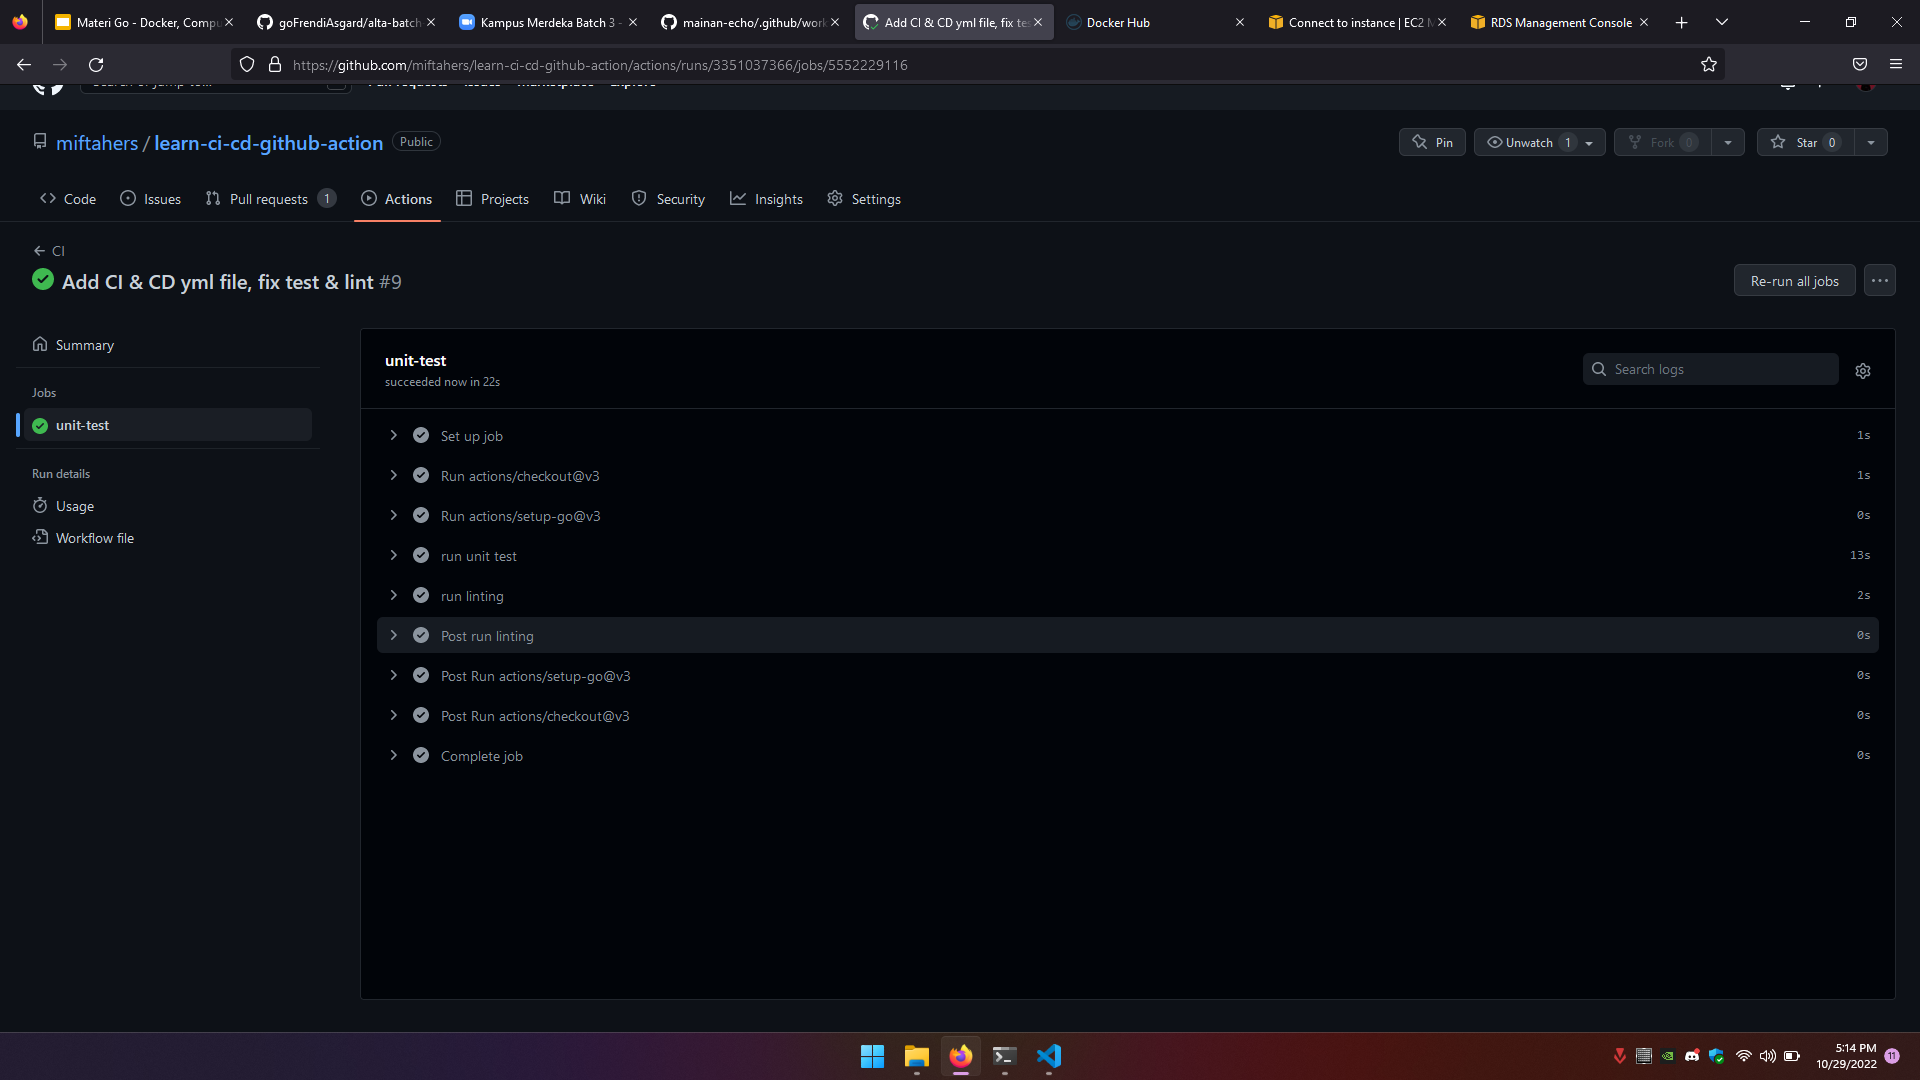 Materi Go - Docker, Compu
goFrendiAsgard/alta-batch
Kampus Merdeka Batch 3 -
mainan-echo/.github/work
Add CI & CD yml file, fix tes
Docker Hub
Connect to instance | EC2 M
RDS Management Console
https://github.com/miftahers/learn-ci-cd-github-action/actions/runs/3351037366/jobs/5552229116
miftahers / learn-ci-cd-github-action Public
Pin
Unwatch 1
Fork 0
Star 0
Code
Issues
Pull requests 1
Actions
Projects
Wiki
Security
Insights
Settings
CI
Add CI & CD yml file, fix test & lint #9
Re-run all jobs
Summary
Jobs
unit-test
Run details
Usage
Workflow file
unit-test
succeeded now in 22s
Search logs
Set up job 1s
Run actions/checkout@v3 1s
Run actions/setup-go@v3 0s
run unit test 13s
run linting 2s
Post run linting 0s
Post Run actions/setup-go@v3 0s
Post Run actions/checkout@v3 0s
Complete job 0s
5:14 PM
10/29/2022
11